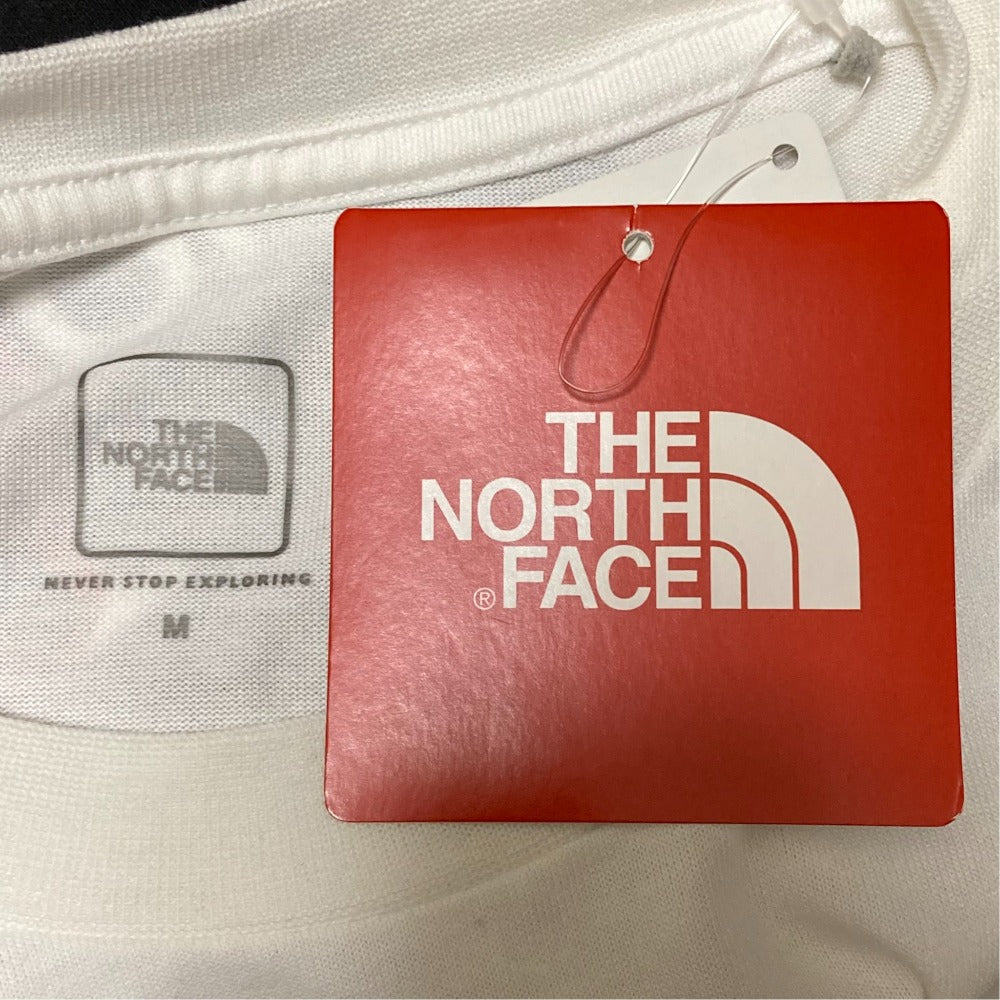 THE
NORTH
FACE
NEVER STOP EXPLORING
M
THE
NORTH
® FACE